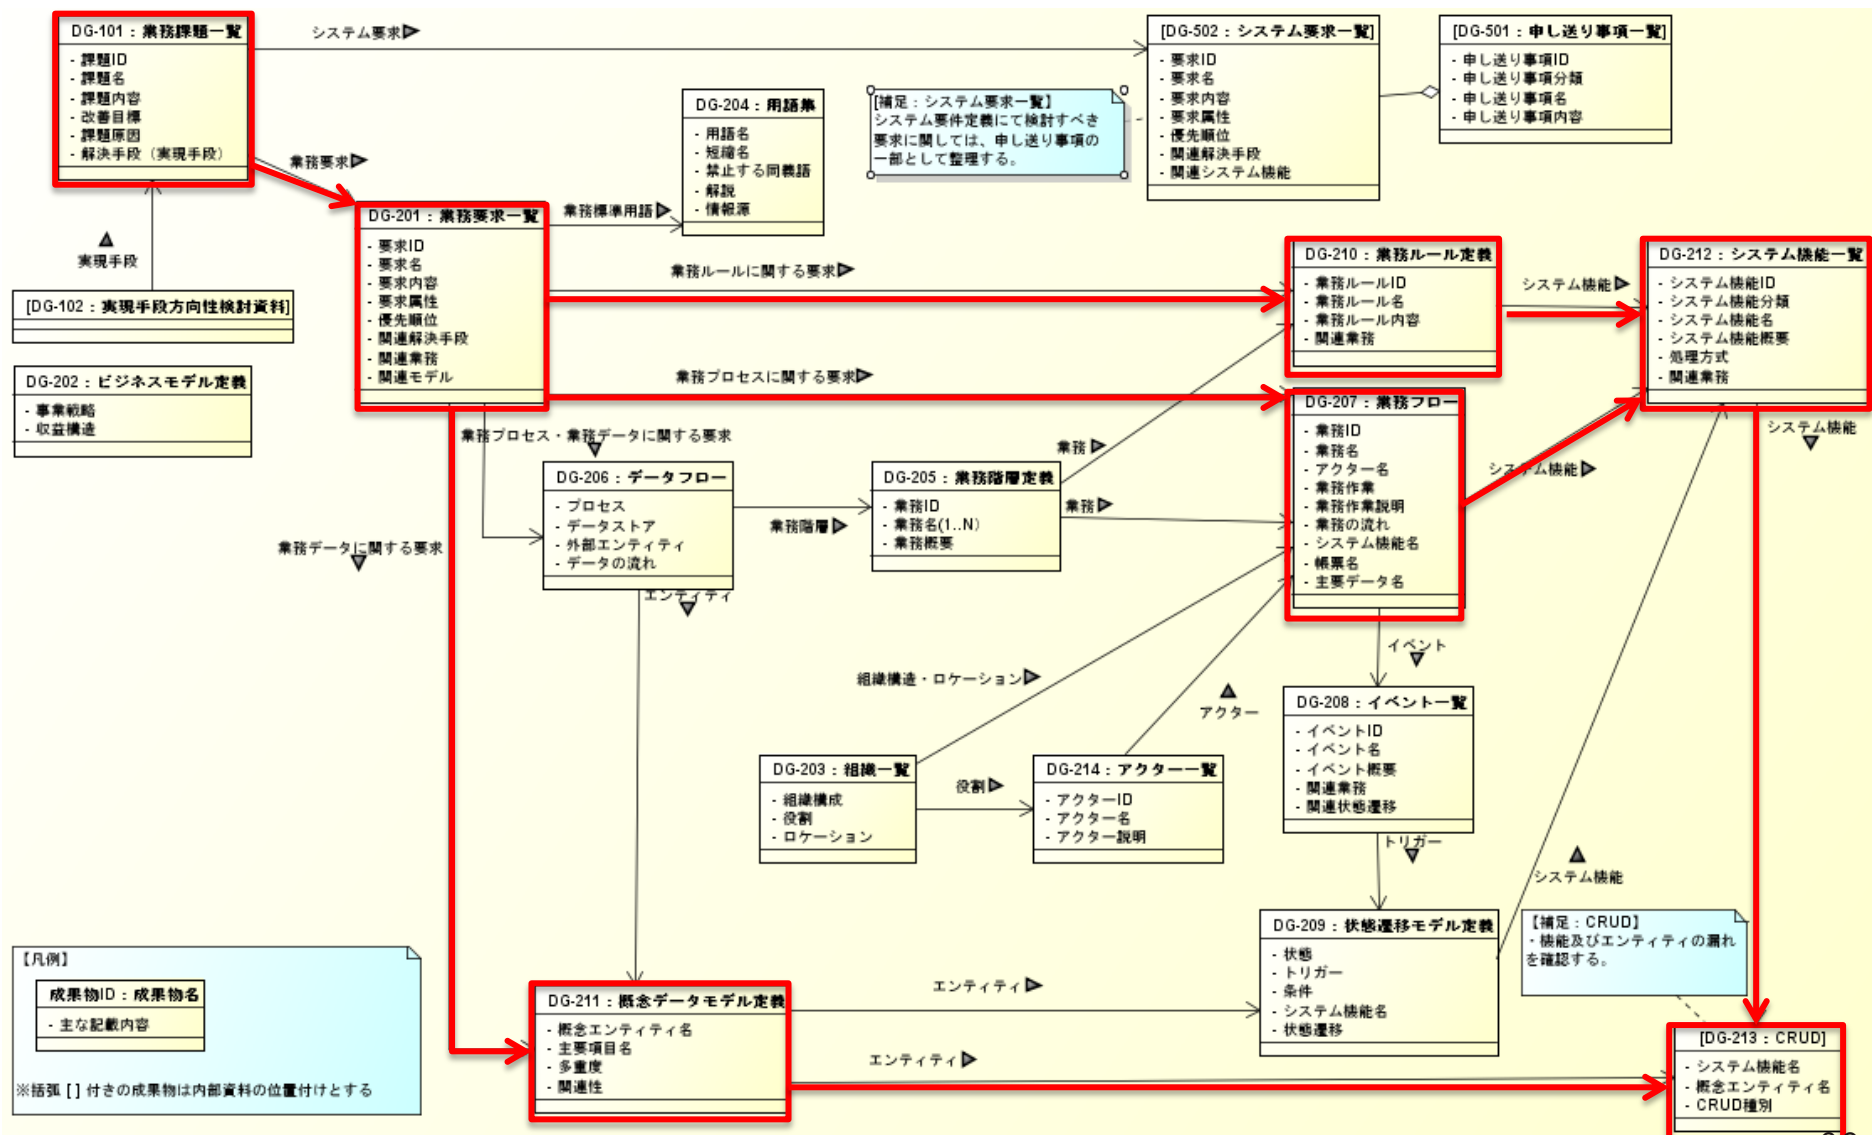 DG-101：業務課題一覧
- 課題ID
- 課題名
- 課題内容
- 改善目標
- 課題原因
- 解決手段（実現手段）
システム要求
[DG-502：システム要求一覧]
- 要求ID
- 要求名
- 要求内容
- 要求属性
- 優先順位
- 関連解決手段
- 関連システム機能
[DG-501：申し送り事項一覧]
- 申し送り事項ID
- 申し送り事項分類
- 申し送り事項名
- 申し送り事項内容
[補足：システム要求一覧】
システム要件定義にて検討すべき
要求に関しては、申し送り事項の
一部として整理する。
DG-204：用語集
- 用語名
- 短縮名
- 禁止する同義語
- 解説
- 情報源
業務要求
業務標準用語
実現手段
[DG-102：実現手段方向性検討資料]
DG-201：業務要求一覧
- 要求ID
- 要求名
- 要求内容
- 要求属性
- 優先順位
- 関連解決手段
- 関連業務
- 関連モデル
業務ルールに関する要求
DG-210：業務ルール定義
- 業務ルールID
- 業務ルール名
- 業務ルール内容
- 関連業務
システム機能
DG-212：システム機能一覧
- システム機能ID
- システム機能分類
- システム機能名
- システム機能概要
- 処理方式
- 関連業務
DG-202：ビジネスモデル定義
- 事業戦略
- 収益構造
業務プロセスに関する要求
DG-207：業務フロー
- 業務ID
- 業務名
- アクター名
- 業務作業
- 業務作業説明
- 業務の流れ
- システム機能名
- 帳票名
- 主要データ名
システム機能
システム機能
業務プロセス・業務データに関する要求
DG-206：データフロー
- プロセス
- データストア
- 外部エンティティ
- データの流れ
業務階層
DG-205：業務階層定義
- 業務ID
- 業務名(1..N）
- 業務概要
業務
業務
業務データに関する要求
エンティティ
組織構造・ロケーション
アクター
イベント
DG-208：イベント一覧
- イベントID
- イベント名
- イベント概要
- 関連業務
- 関連状態遷移
DG-203：組織一覧
- 組織構成
- 役割
- ロケーション
役割
DG-214：アクター一覧
- アクターID
- アクター名
- アクター説明
トリガー
システム機能
DG-209：状態遷移モデル定義
- 状態
- トリガー
- 条件
- システム機能名
- 状態遷移
【補足：CRUD】
・機能及びエンティティの漏れ
を確認する。
【凡例】
成果物ID：成果物名
- 主な記載内容
※括弧 [ ] 付きの成果物は内部資料の位置付けとする
DG-211：概念データモデル定義
- 概念エンティティ名
- 主要項目名
- 多重度
- 関連性
エンティティ
エンティティ
[DG-213：CRUD]
- システム機能名
- 概念エンティティ名
- CRUD種別